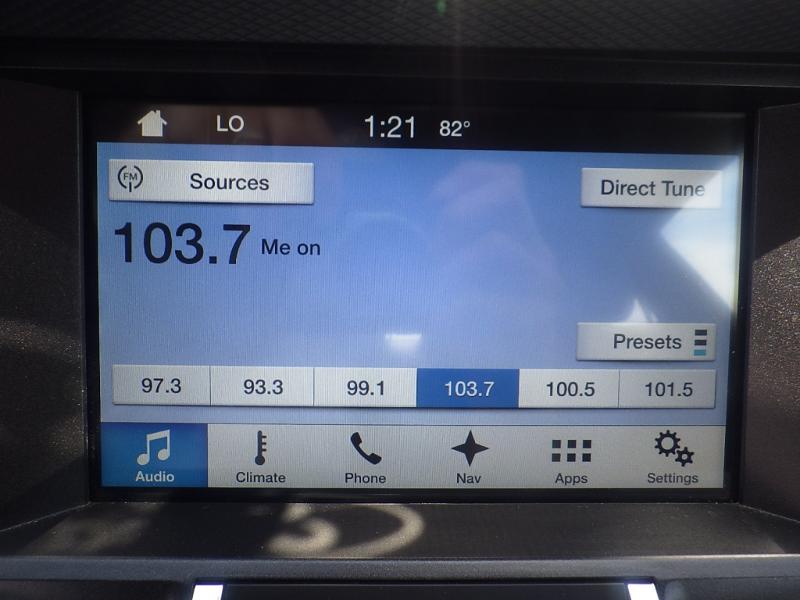 LO 1:21 82°
FM Sources Direct Tune
103.7 Me on
Presets
97.3 93.3 99.1 103.7 100.5 101.5
Audio Climate Phone Nav Apps Settings